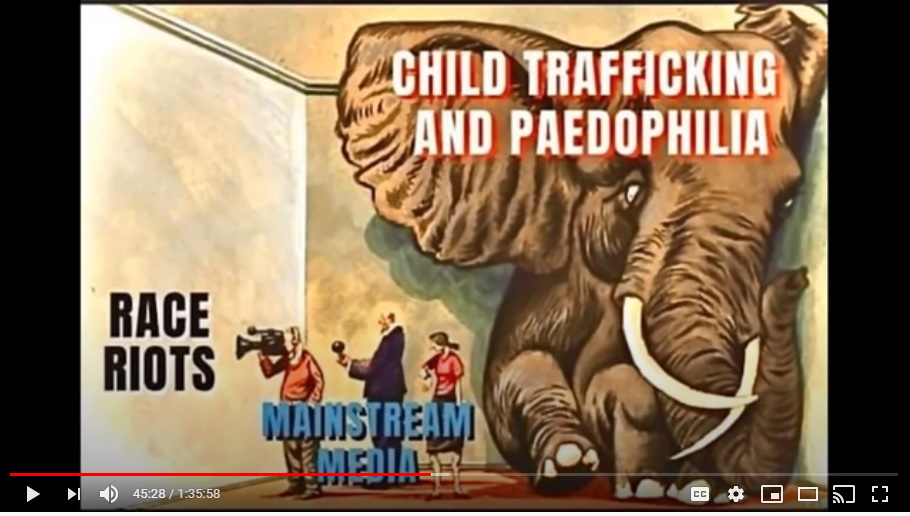 CHILD TRAFFICKING
AND PAEDOPHILIA
RACE
RIOTS
MAINSTREAM
MEDIA
45:28 / 1:35:58
CC